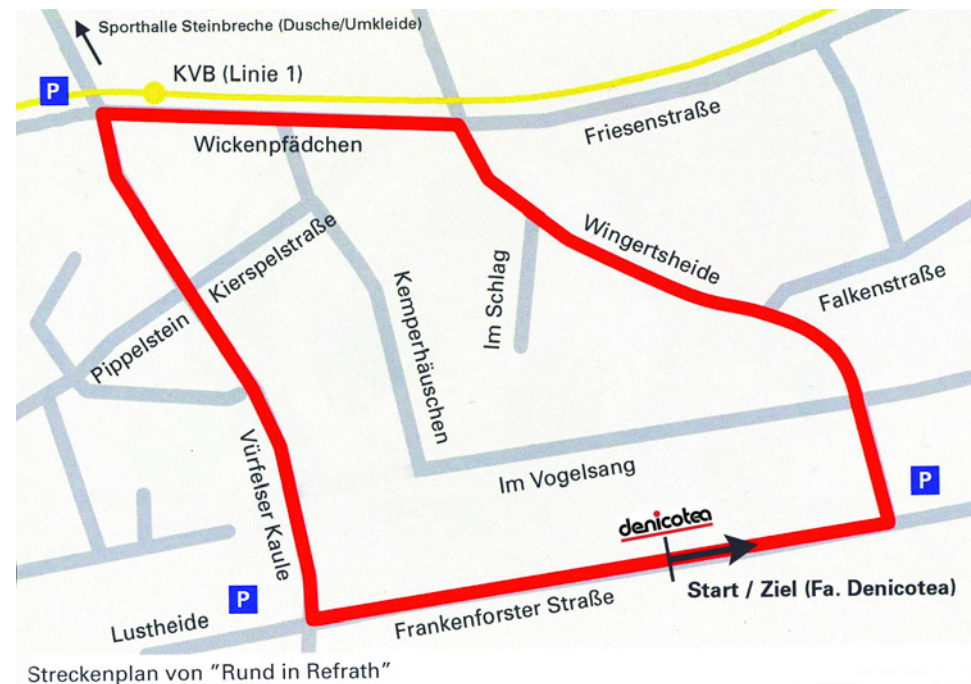 Sporthalle Steinbreche (Dusche/Umkleide)
P
KVB (Linie 1)
Wickenpfädchen
Friesenstraße
Wingertsheide
Kierspelstraße
Im Schlag
Falkenstraße
Pippelstein
Kemperhäuschen
Vürfelser Kaule
Im Vogelsang
P
denicotea
Start / Ziel (Fa. Denicotea)
P
Frankenforster Straße
Lustheide
Streckenplan von "Rund in Refrath"